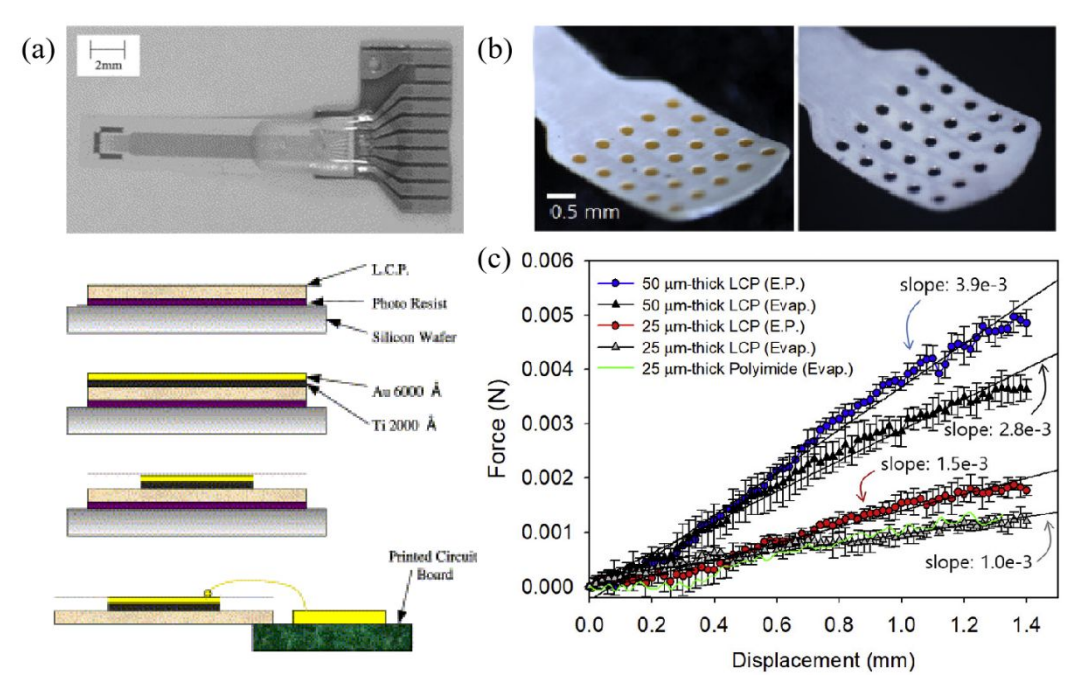 (a)
2mm
L.C.P.
Photo Resist
Silicon Wafer
Au 6000 Å
Ti 2000 Å
Printed Circuit
Board
(b)
0.5 mm
(c)
0.006
0.005
0.004
0.003
0.002
0.001
0.000
Force (N)
50 μm-thick LCP (E.P.)
50 μm-thick LCP (Evap.)
25 μm-thick LCP (E.P.)
25 μm-thick LCP (Evap.)
25 μm-thick Polyimide (Evap.)
slope: 3.9e-3
slope: 2.8e-3
slope: 1.5e-3
slope: 1.0e-3
0.0 0.2 0.4 0.6 0.8 1.0 1.2 1.4
Displacement (mm)